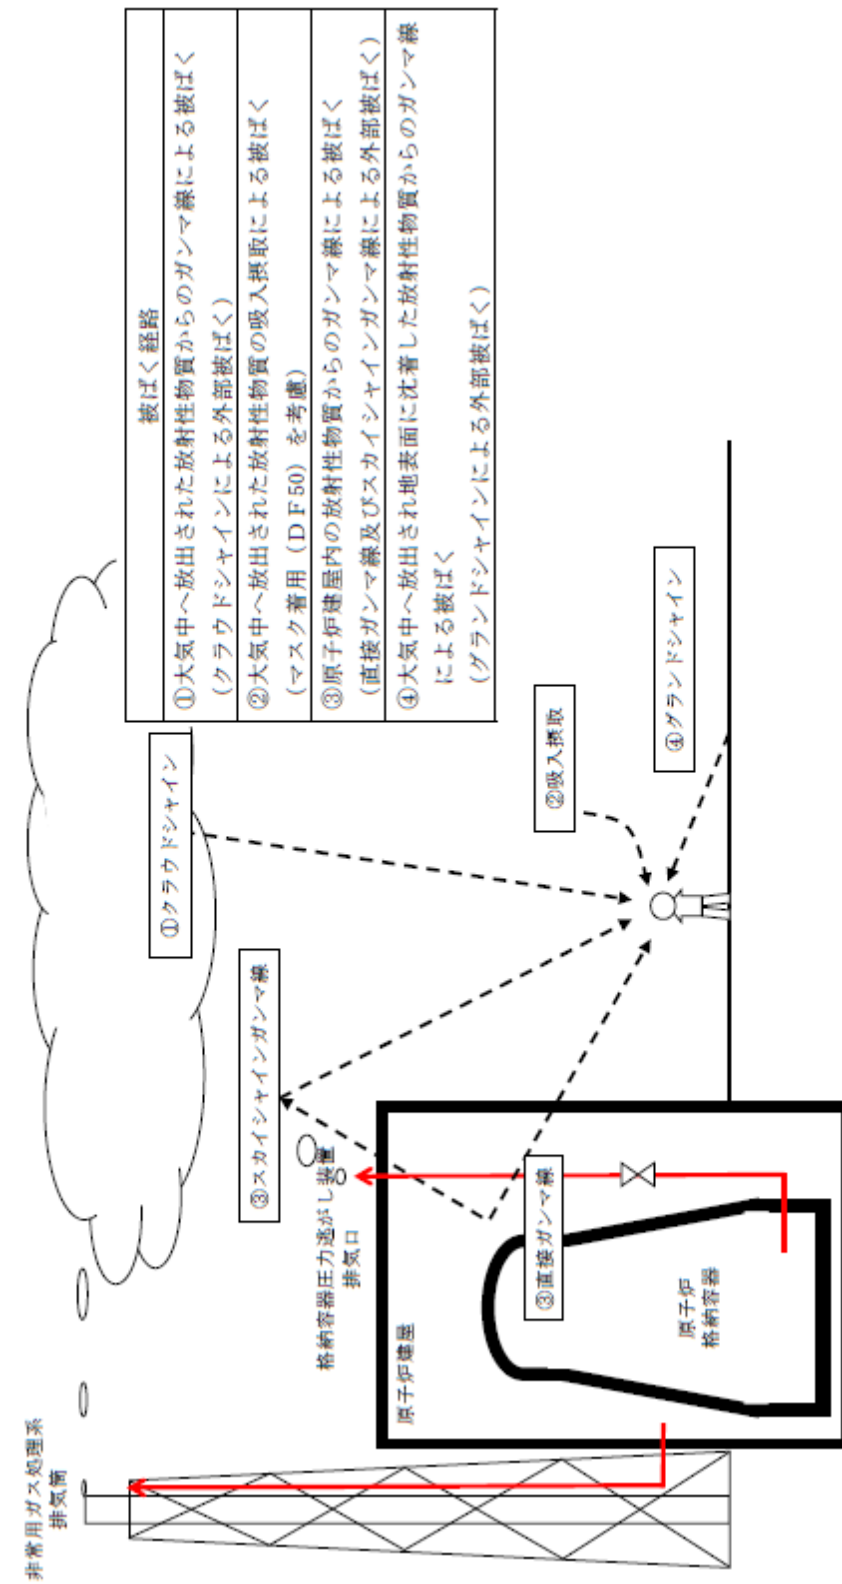 被ばく経路
①大気中へ放出された放射性物質からのガンマ線による被ばく
(クラウドシャインによる外部被ばく)
②大気中へ放出された放射性物質の吸入摂取による被ばく
(マスク着用（ＤＦ50）を考慮)
③原子炉建屋内の放射性物質からのガンマ線による被ばく
(直接ガンマ線及びスカイシャインガンマ線による外部被ばく)
④大気中へ放出され地表面に沈着した放射性物質からのガンマ線
による被ばく
(グランドシャインによる外部被ばく)
非常用ガス処理系
排気筒
①クラウドシャイン
③スカイシャインガンマ線
格納容器圧力逃がし装置
排気口
原子炉建屋
③直接ガンマ線
②吸入摂取
④グランドシャイン
原子炉
格納容器